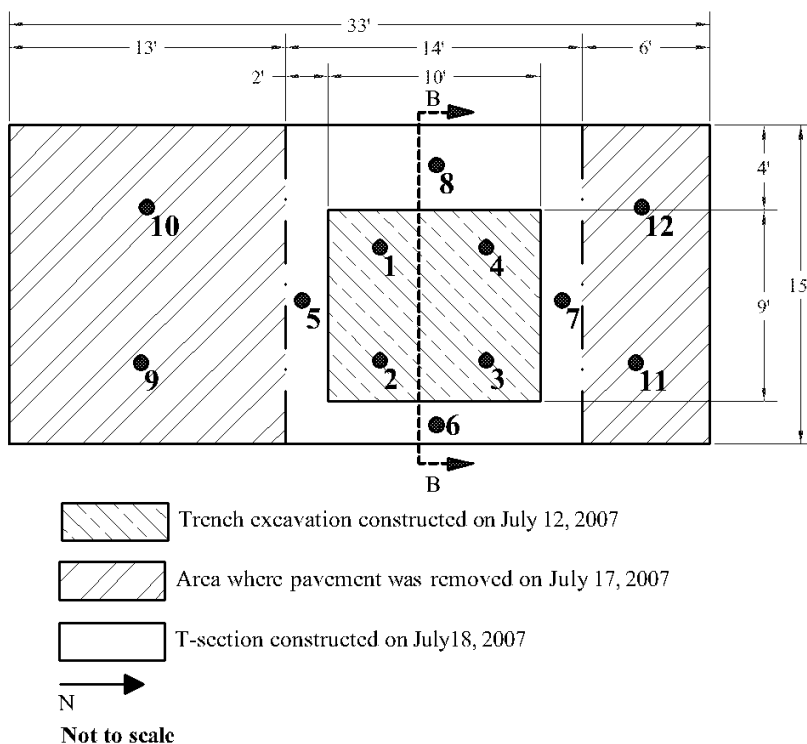 33'
13' 14' 6'
2' 10'
B
8
4'
10
12
1
4
15
5
7
9'
9
2
3
11
6
B
Trench excavation constructed on July 12, 2007
Area where pavement was removed on July 17, 2007
T-section constructed on July18, 2007
N
Not to scale